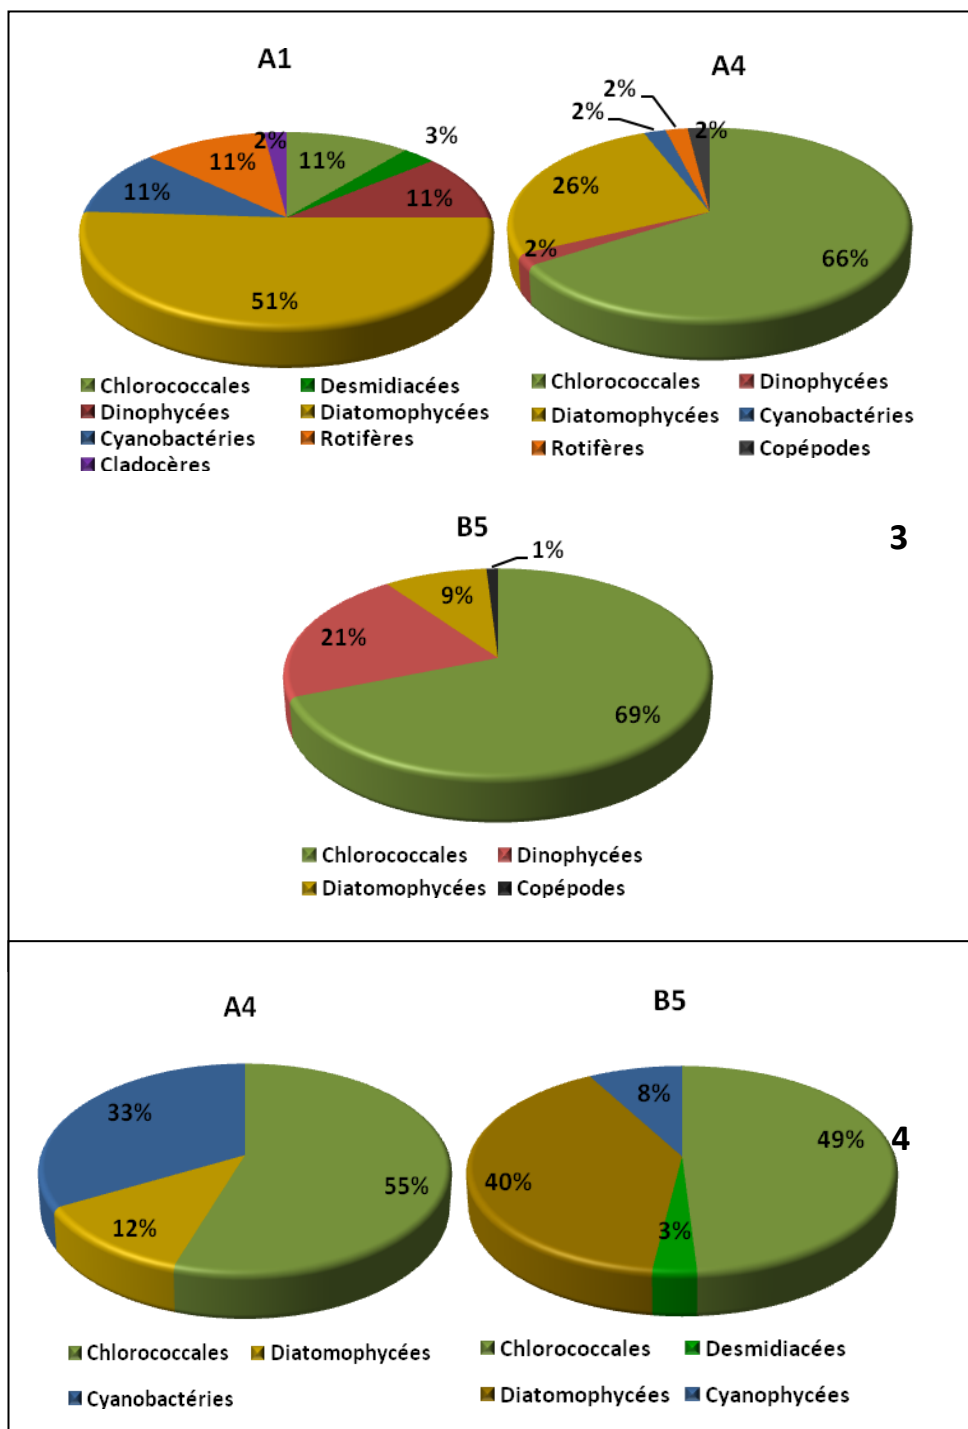 A1
2%
11%
3%
11%
11%
11%
51%
Chlorococcales Desmidiacées
Dinophycées Diatomophycées
Cyanobactéries Rotifères
Cladocères
A4
2%
2%
2%
26%
2%
66%
Chlorococcales Dinophycées
Diatomophycées Cyanobactéries
Rotifères Copépodes
3
B5
1%
9%
21%
69%
Chlorococcales Dinophycées
Diatomophycées Copépodes
A4
33%
55%
12%
Chlorococcales Diatomophycées
Cyanobactéries
B5
8%
49%
40%
3%
Chlorococcales Desmidiacées
Diatomophycées Cyanophycées
4